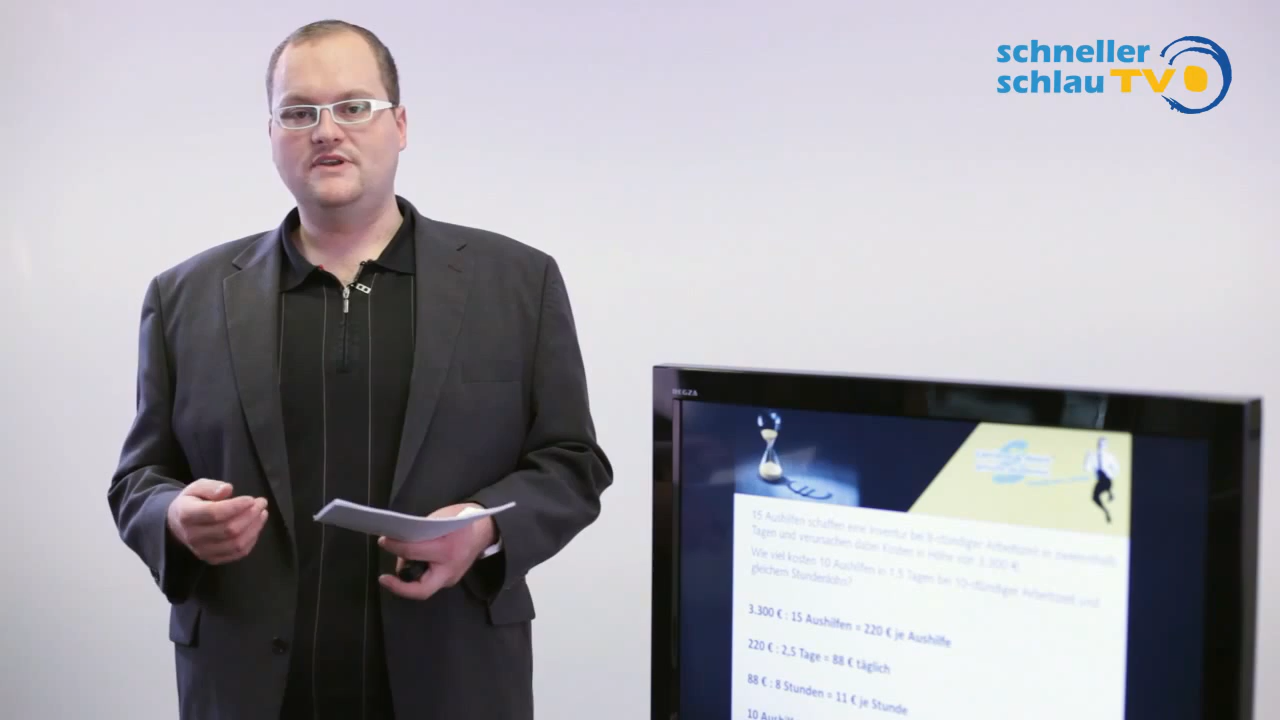 schneller
schlau TV
REGZA
15 Aushilfen schaffen eine Inventur bei 8-stündiger Arbeitszeit in zweieinhalb
Tagen und verursachen dabei Kosten in Höhe von 3.300 €.
Wie viel kosten 10 Aushilfen in 1,5 Tagen bei 10-stündiger Arbeitszeit und
gleichem Stundenlohn?
3.300 € : 15 Aushilfen = 220 € je Aushilfe
220 € : 2,5 Tage = 88 € täglich
88 € : 8 Stunden = 11 € je Stunde
10